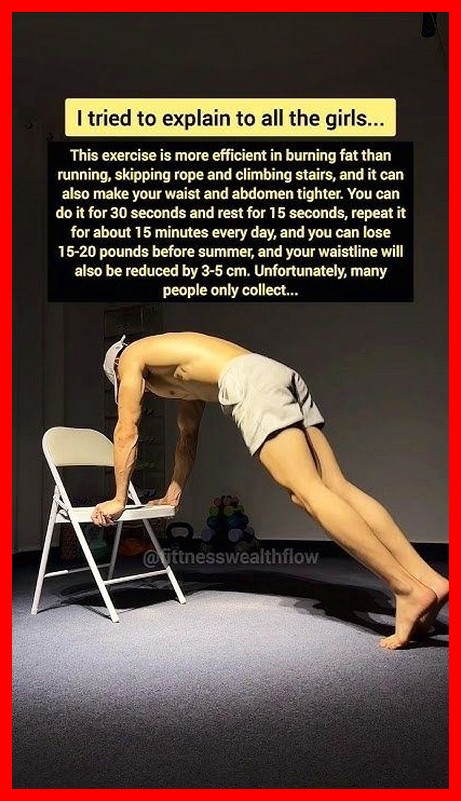 I tried to explain to all the girls...
This exercise is more efficient in burning fat than
running, skipping rope and climbing stairs, and it can
also make your waist and abdomen tighter. You can
do it for 30 seconds and rest for 15 seconds, repeat it
for about 15 minutes every day, and you can lose
15-20 pounds before summer, and your waistline will
also be reduced by 3-5 cm. Unfortunately, many
people only collect...
@fittnesswealthflow